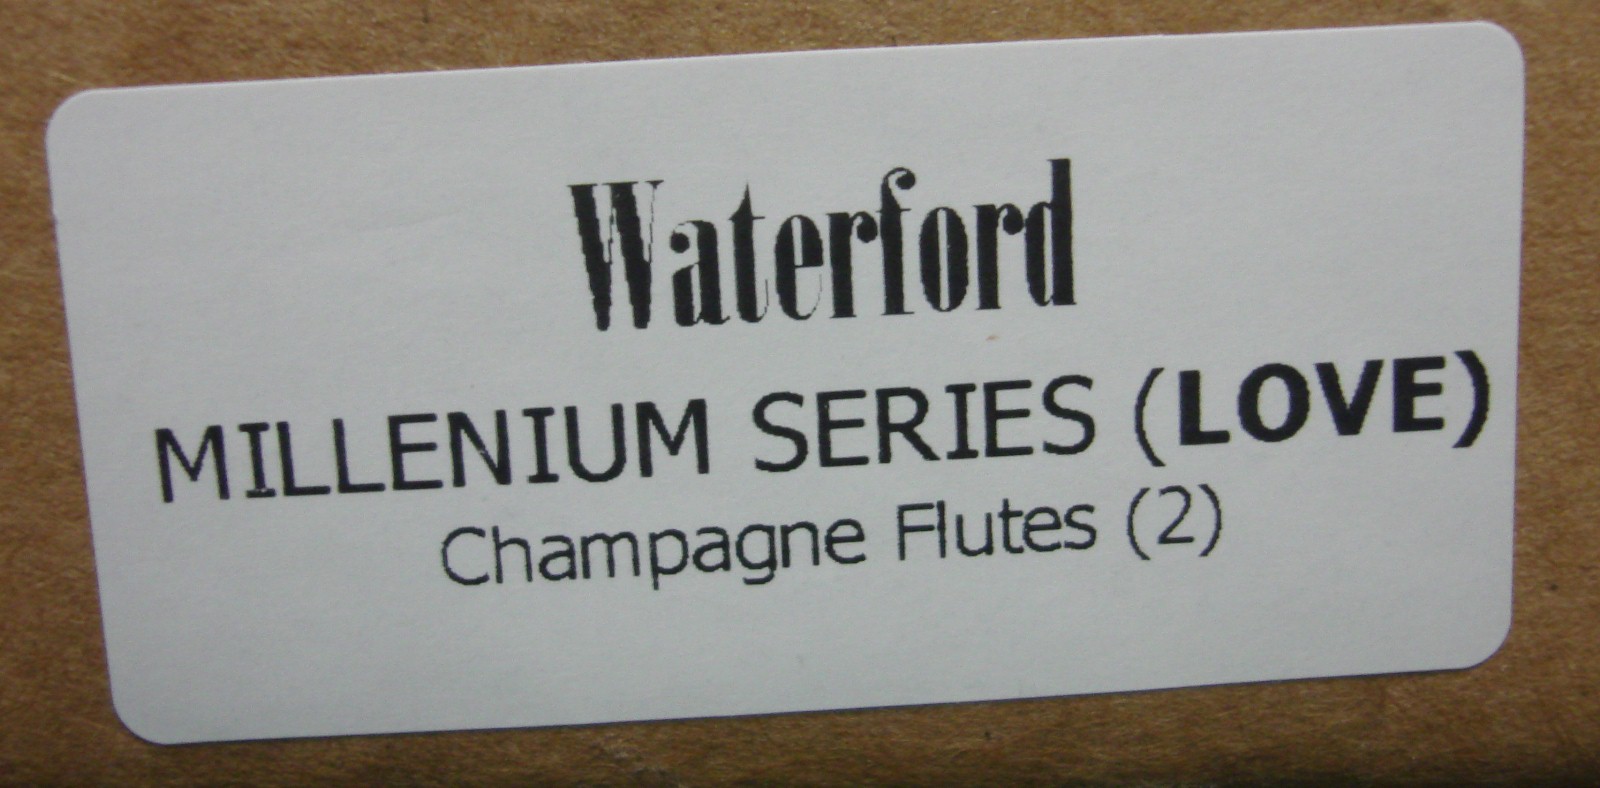 Waterford
MILLENIUM SERIES (LOVE)
Champagne Flutes (2)